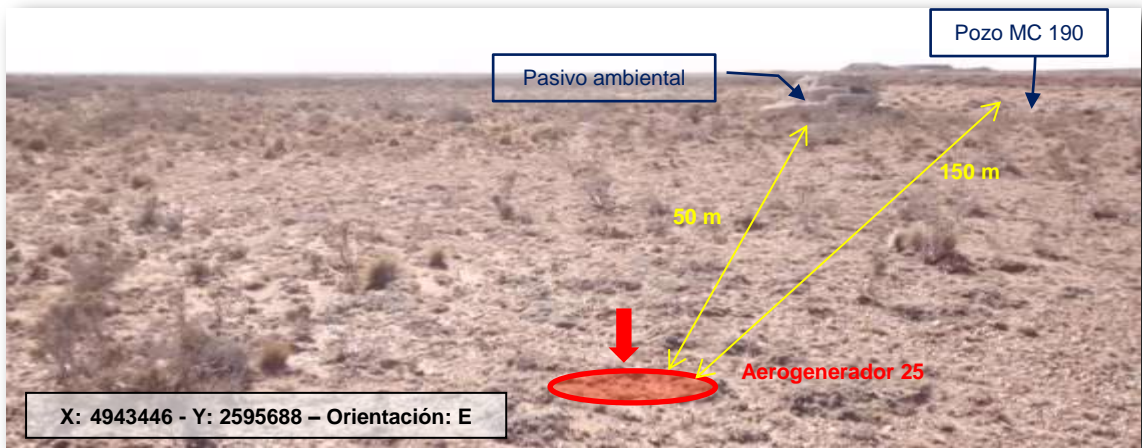 Pozo MC 190
Pasivo ambiental
150 m
50 m
Aerogenerador 25
X: 4943446 - Y: 2595688 – Orientación: E